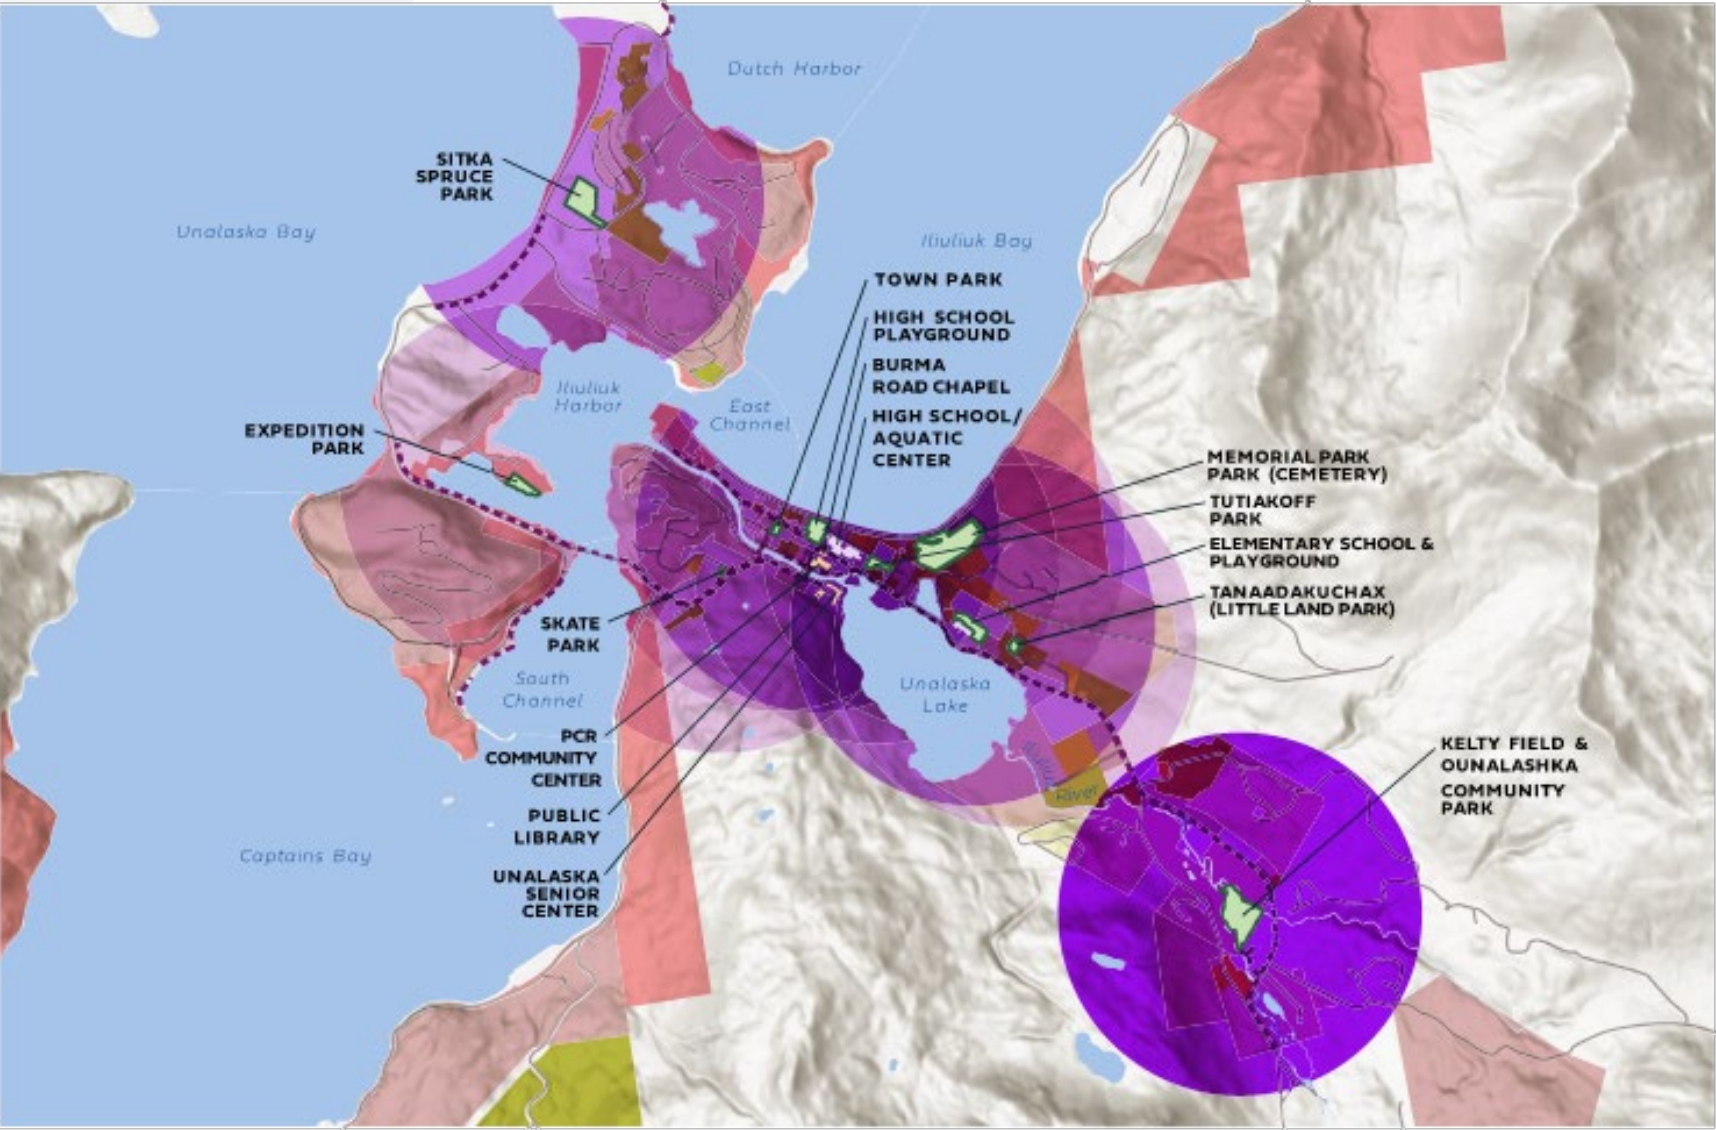 Dutch Harbor
SITKA
SPRUCE
PARK
Unalaska Bay
Iliuliuk Bay
TOWN PARK
HIGH SCHOOL
PLAYGROUND
BURMA
ROAD CHAPEL
HIGH SCHOOL/
AQUATIC
CENTER
Iliuliuk
Harbor
East
Channel
EXPEDITION
PARK
MEMORIAL PARK
PARK (CEMETERY)
TUTIAKOFF
PARK
ELEMENTARY SCHOOL &
PLAYGROUND
TANAADAKUCHAX
(LITTLE LAND PARK)
SKATE
PARK
South
Channel
Unalaska
Lake
PCR
COMMUNITY
CENTER
KELTY FIELD &
OUNALASHKA
COMMUNITY
PARK
River
PUBLIC
LIBRARY
Captains Bay
UNALASKA
SENIOR
CENTER